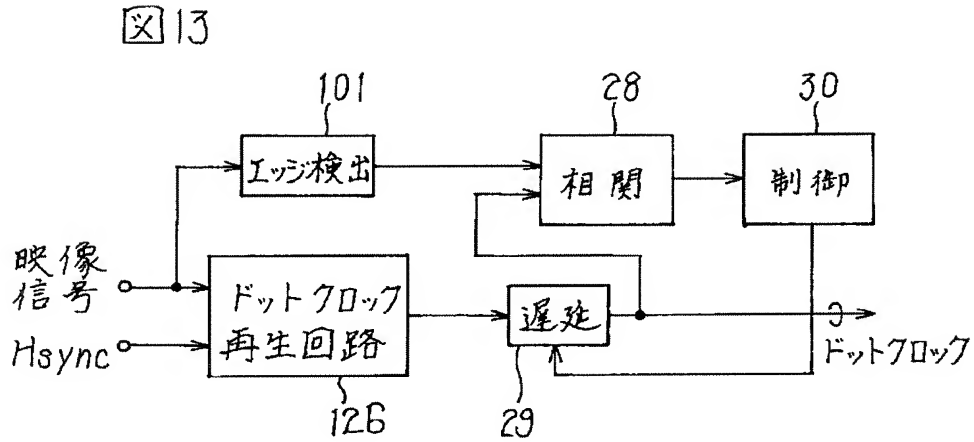 図13
101
28
30
エッジ検出
相関
制御
映像
信号
Hsync
ドットクロック
再生回路
遅延
ドットクロック
126
29